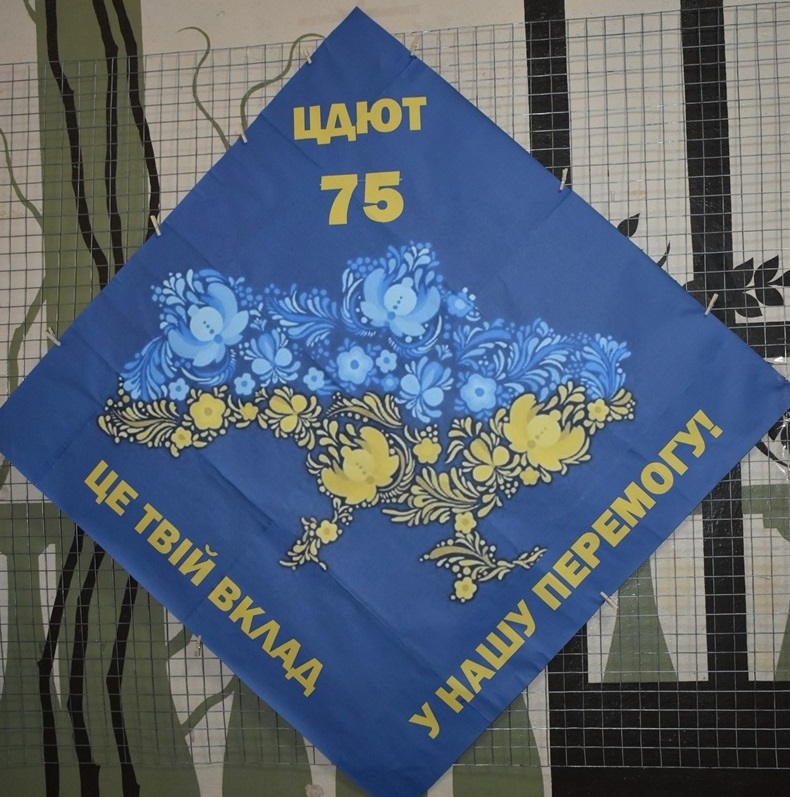 ЦДЮТ
75
ЦЕ ТВІЙ ВКЛАД
У НАШУ ПЕРЕМОГУ!